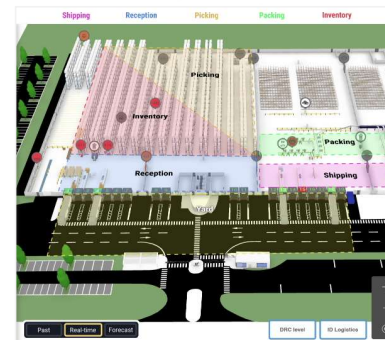 Shipping Reception Picking Packing Inventory
Picking
Inventory
Packing
Reception
Shipping
Yard
Past Real-time Forecast
DRC level
ID Logistics